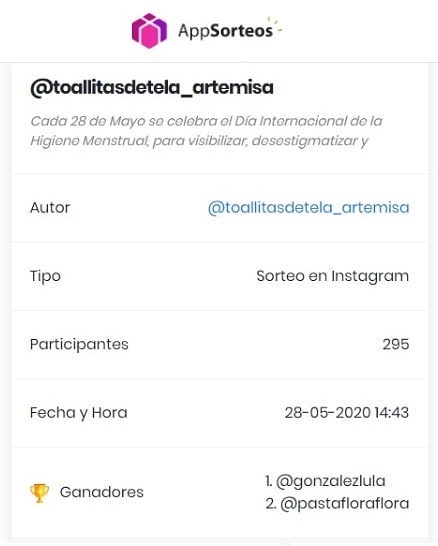 AppSorteos
@toallitasdetela_artemisa
Cada 28 de Mayo se celebra el Día Internacional de la
Higiene Menstrual, para visibilizar, desestigmatizar y
Autor @toallitasdetela_artemisa
Tipo Sorteo en Instagram
Participantes 295
Fecha y Hora 28-05-2020 14:43
Ganadores 1. @gonzalezlula
2. @pastafloraflora